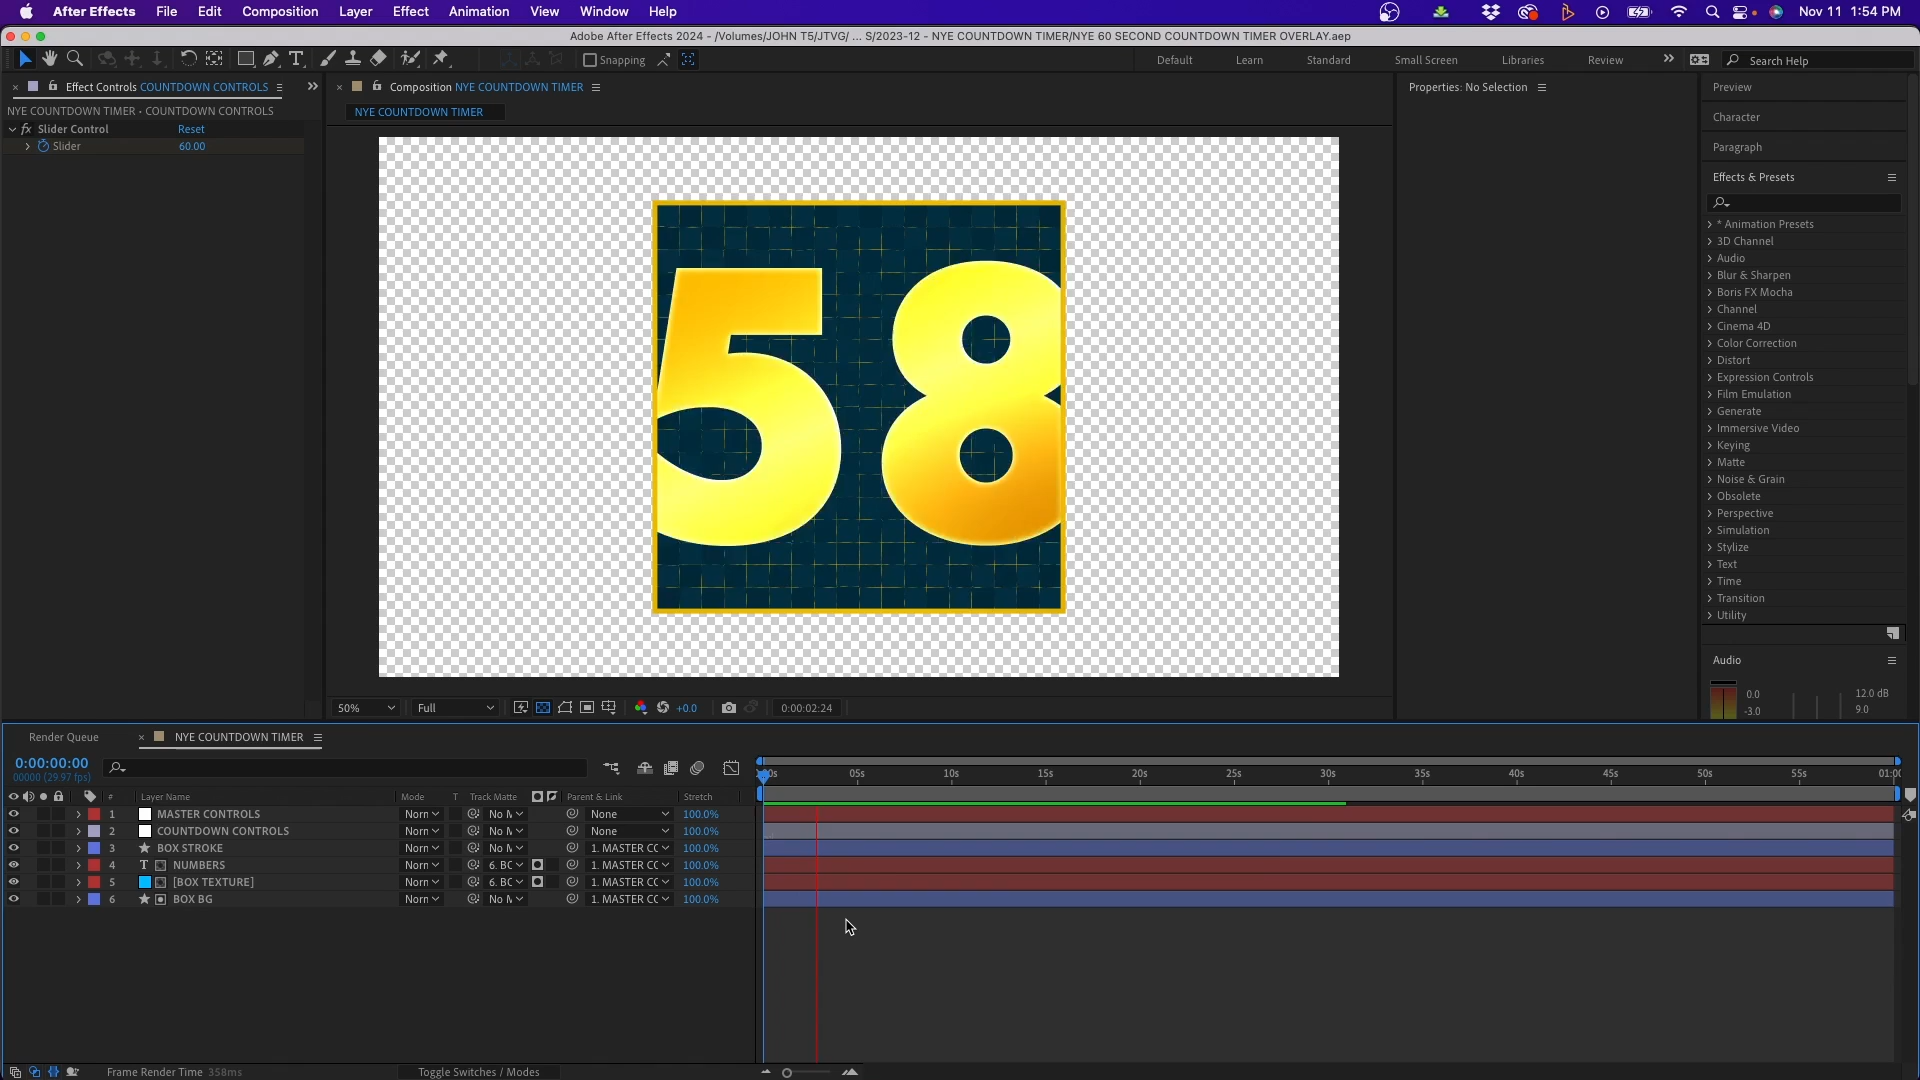 After Effects File Edit Composition Layer Effect Animation View Window Help Nov 11 1:54 PM
Adobe After Effects 2024 - /Volumes/JOHN T5/JTVG/ ... S/2023-12 - NYE COUNTDOWN TIMER/NYE 60 SECOND COUNTDOWN TIMER OVERLAY.aep
Snapping Default Learn Standard Small Screen Libraries Review Search Help
Effect Controls COUNTDOWN CONTROLS
Composition NYE COUNTDOWN TIMER
Properties: No Selection
Preview
NYE COUNTDOWN TIMER • COUNTDOWN CONTROLS
NYE COUNTDOWN TIMER
Character
fx Slider Control Reset
Slider 60.00
Paragraph
Effects & Presets
* Animation Presets
3D Channel
Audio
Blur & Sharpen
Boris FX Mocha
Channel
Cinema 4D
Color Correction
Distort
Expression Controls
Film Emulation
Generate
Immersive Video
Keying
Matte
Noise & Grain
Obsolete
Perspective
Simulation
Stylize
Text
Time
Transition
Utility
58
Audio
0.0 12.0 dB
-3.0 9.0
50% Full +0.0 0:00:02:24
Render Queue NYE COUNTDOWN TIMER
0:00:00:00
00000 (29.97 fps)
05s 10s 15s 20s 25s 30s 35s 40s 45s 50s 55s
# Layer Name Mode T Track Matte Parent & Link Stretch
1 MASTER CONTROLS Norn No M None 100.0%
2 COUNTDOWN CONTROLS Norn No M None 100.0%
3 BOX STROKE Norn No M 1. MASTER CC 100.0%
4 T NUMBERS Norn 6. BC 1. MASTER CC 100.0%
5 [BOX TEXTURE] Norn 6. BC 1. MASTER CC 100.0%
6 BOX BG Norn No M 1. MASTER CC 100.0%
Frame Render Time 358ms Toggle Switches / Modes